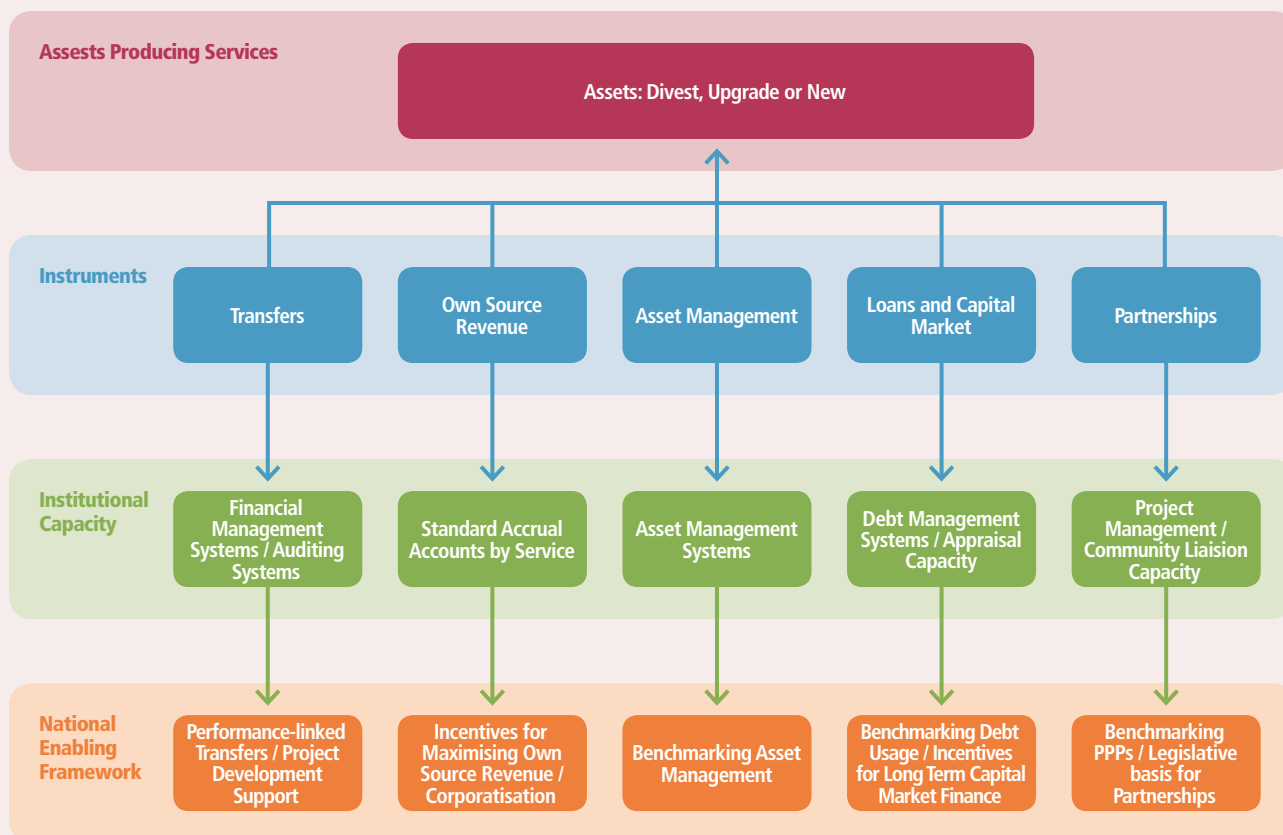 Assests Producing Services
Assets: Divest, Upgrade or New
Instruments
Transfers
Own Source
Revenue
Asset Management
Loans and Capital
Market
Partnerships
Institutional
Capacity
Financial
Management
Systems / Auditing
Systems
Standard Accrual
Accounts by Service
Asset Management
Systems
Debt Management
Systems / Appraisal
Capacity
Project
Management /
Community Liaision
Capacity
National
Enabling
Framework
Performance-linked
Transfers / Project
Development
Support
Incentives for
Maximising Own
Source Revenue /
Corporatisation
Benchmarking Asset
Management
Benchmarking Debt
Usage / Incentives
for Long Term Capital
Market Finance
Benchmarking
PPPs / Legislative
basis for
Partnerships